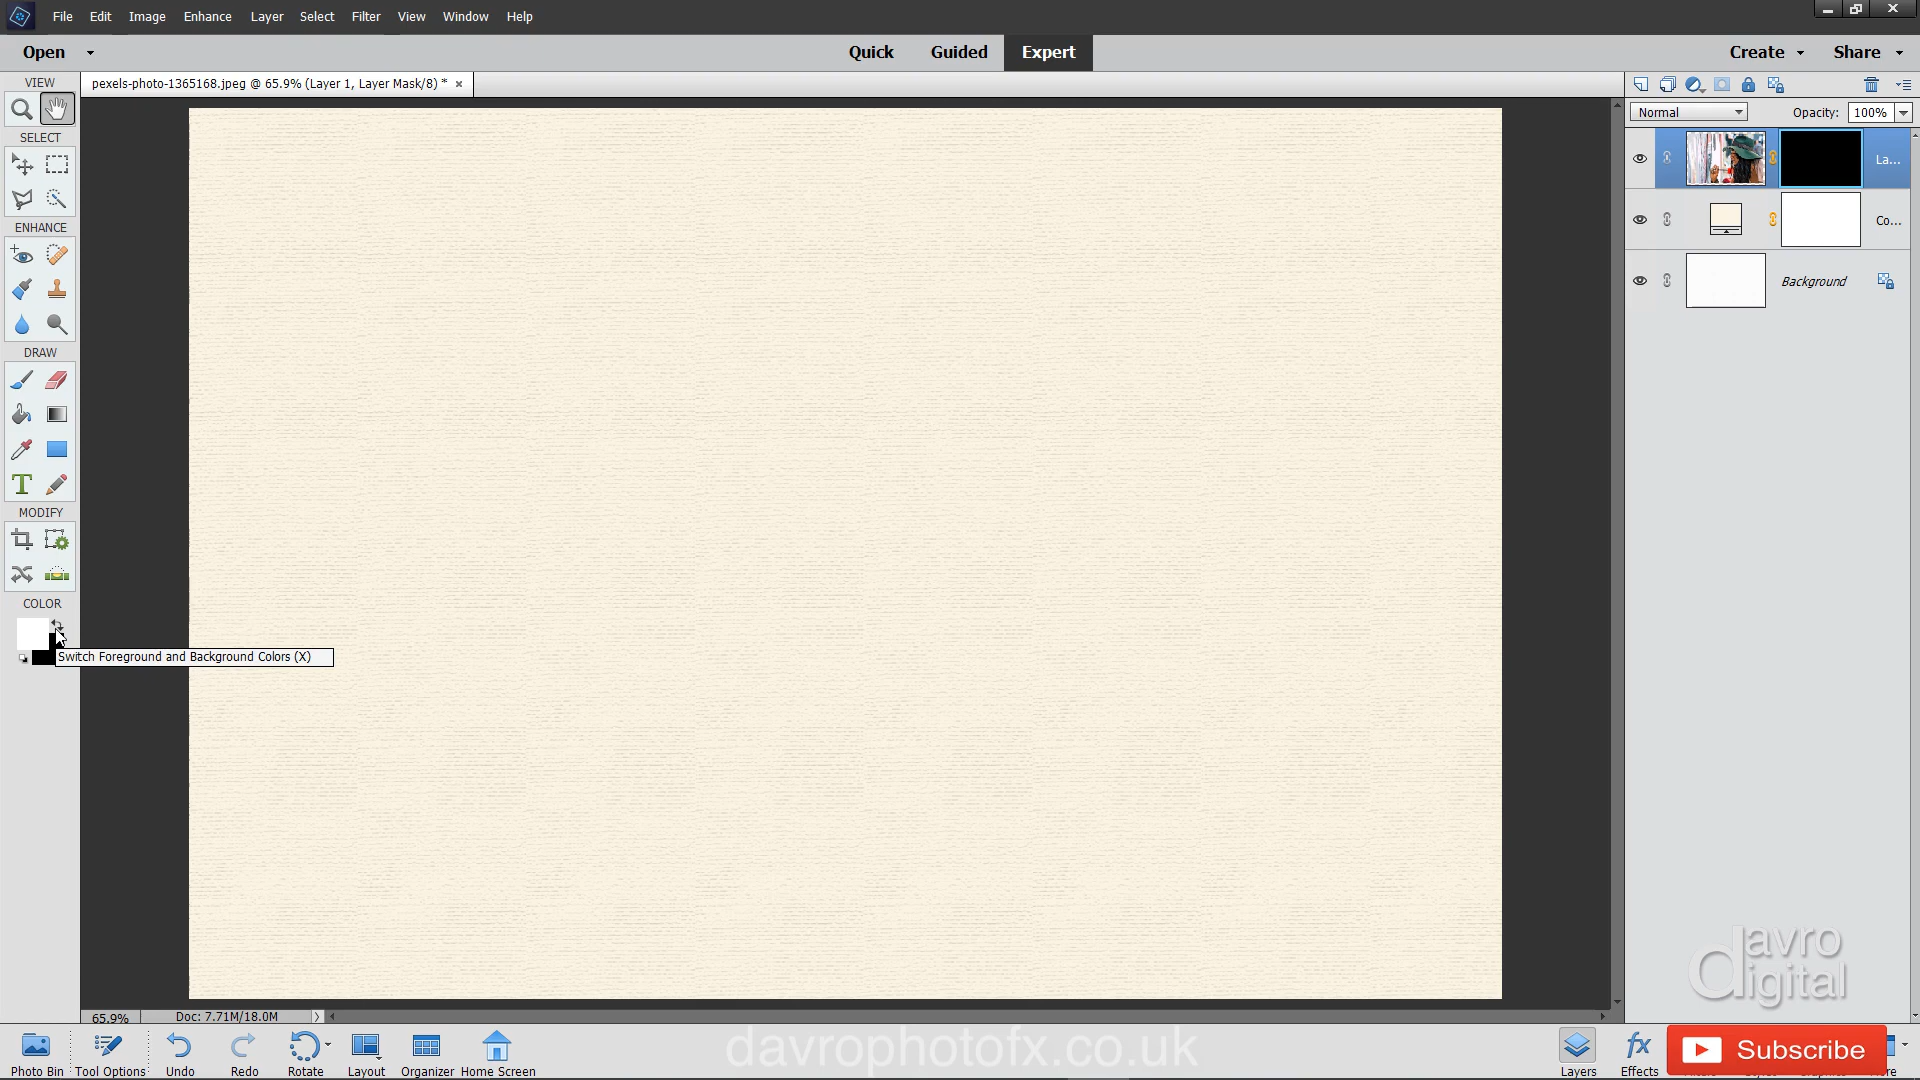 File Edit Image Enhance Layer Select Filter View Window Help
Open Quick Guided Expert Create Share
VIEW
pexels-photo-1365168.jpeg @ 65.9% (Layer 1, Layer Mask/8) *
Normal Opacity: 100%
SELECT
La...
Co...
ENHANCE
Background
DRAW
T
MODIFY
COLOR
Switch Foreground and Background Colors (X)
davro
digital
65.9% Doc: 7.71M/18.0M
davrophotofx.co.uk
fx
Subscribe
Photo Bin Tool Options Undo Redo Rotate Layout Organizer Home Screen Layers Effects